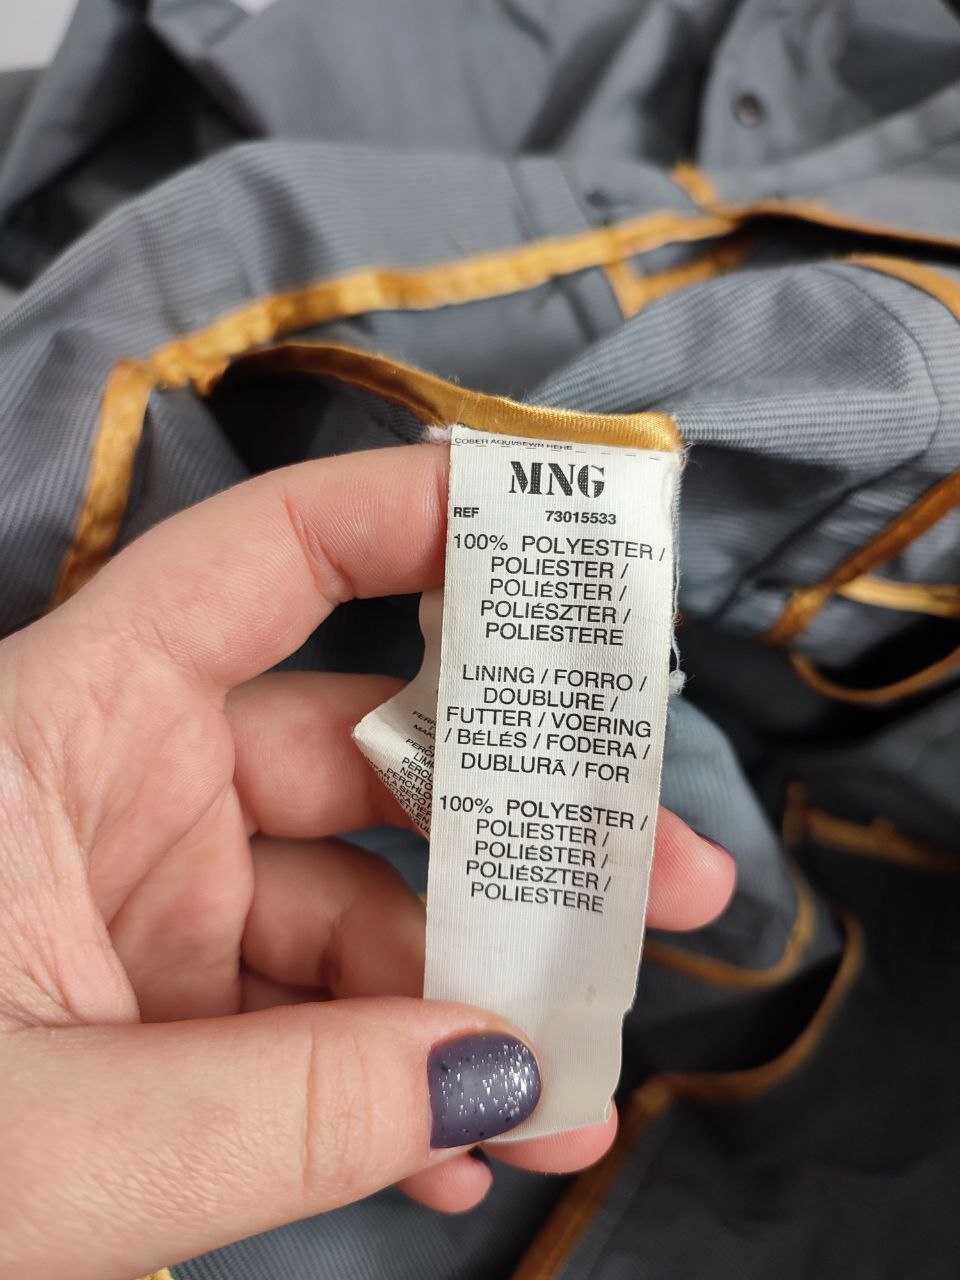 COSER AQUI/SEWN HERE
MNG
REF 73015533
100% POLYESTER /
POLIESTER /
POLIÉSTER /
POLIÉSZTER /
POLIESTERE
LINING / FORRO /
DOUBLURE /
FUTTER / VOERING
/ BÉLÉS / FODERA /
DUBLURĂ / FOR
100% POLYESTER /
POLIESTER /
POLIÉSTER /
POLIÉSZTER /
POLIESTERE